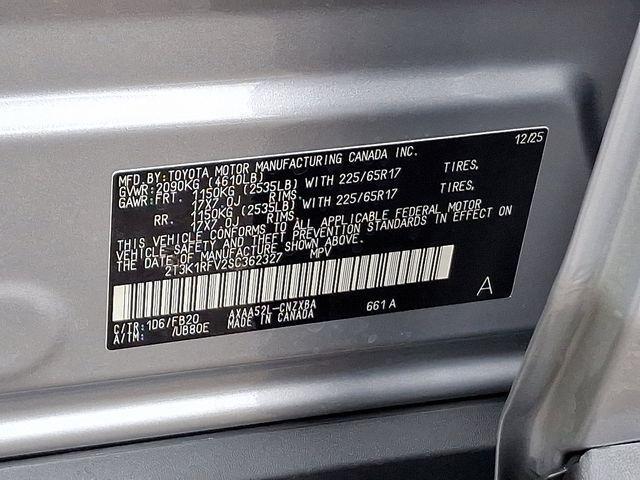 12/25
MFD.BY:TOYOTA MOTOR MANUFACTURING CANADA INC.
GVWR:2090KG (4610LB)
GAWR:FRT. 1150KG (2535LB) WITH 225/65R17 TIRES,
17X7.0J RIMS,
RR. 1150KG (2535LB) WITH 225/65R17 TIRES,
17X7.0J RIMS
THIS VEHICLE CONFORMS TO ALL APPLICABLE FEDERAL MOTOR
VEHICLE SAFETY AND THEFT PREVENTION STANDARDS IN EFFECT ON
THE DATE OF MANUFACTURE SHOWN ABOVE.
2T3K1RFV2SC362327 MPV
A
C/TR:1D6/FB20 AXAA52L-CNZXBA 661A
A/TM: /UB80E MADE IN CANADA